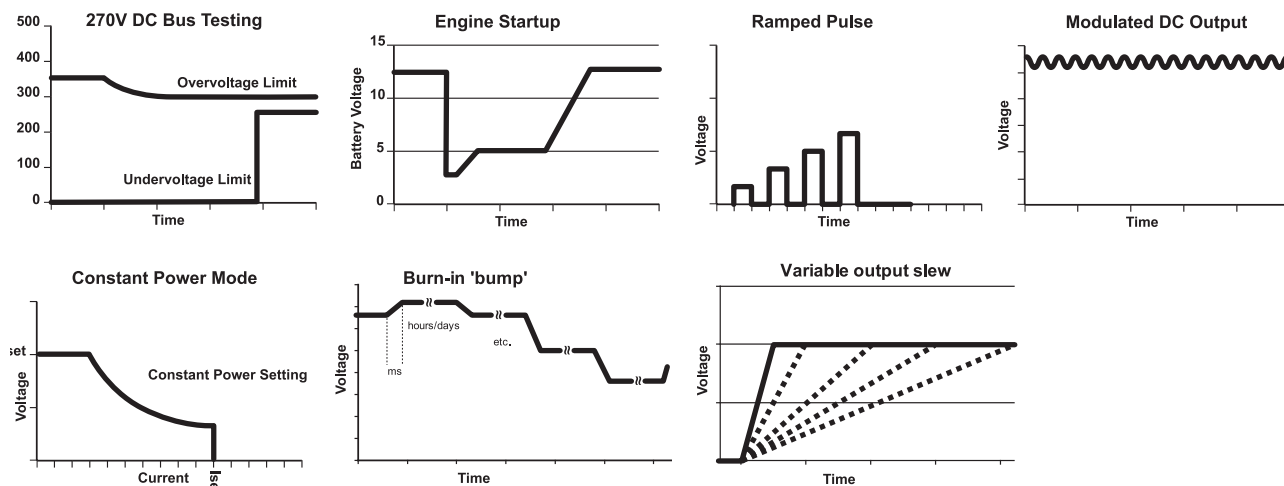 270V DC Bus Testing
500
400
300
200
100
0
Overvoltage Limit
Undervoltage Limit
Time
Engine Startup
Battery Voltage
15
10
5
0
Time
Ramped Pulse
Voltage
Time
Modulated DC Output
Voltage
Time
Constant Power Mode
set
Voltage
Constant Power Setting
Current
Ise
Burn-in 'bump'
Voltage
hours/days
ms
etc.
Time
Variable output slew
Voltage
Time